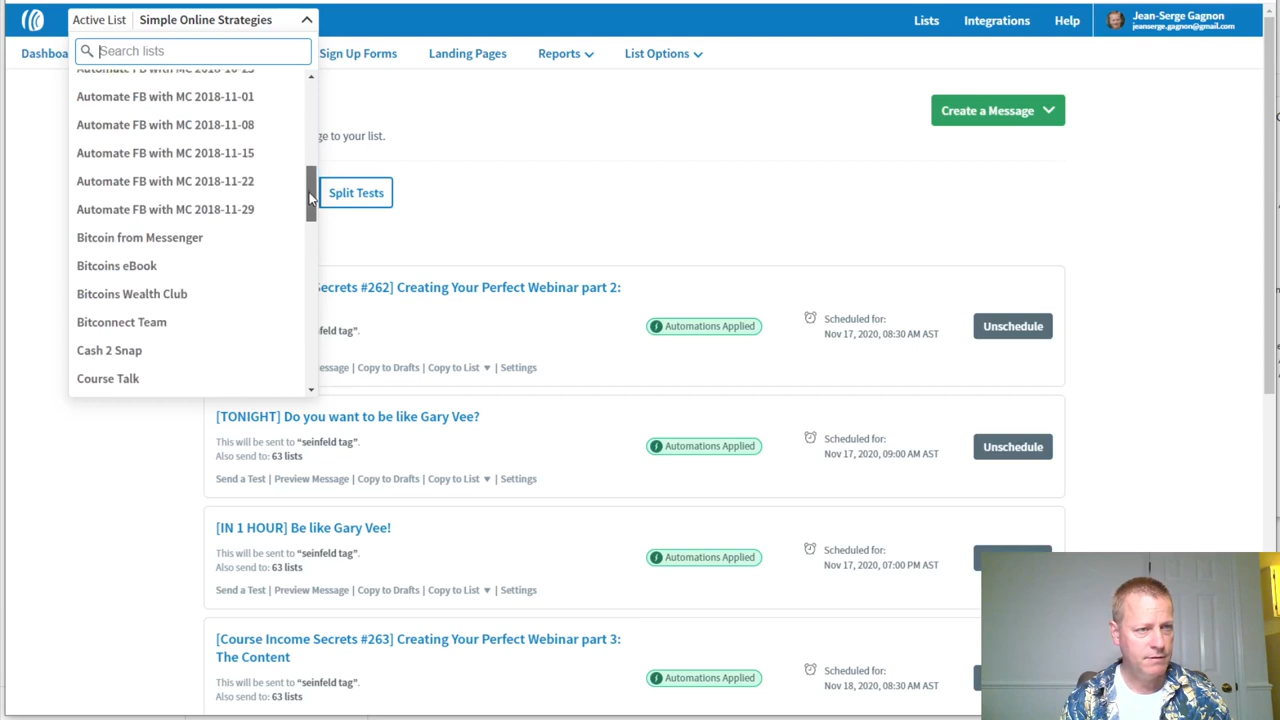 Active List
Simple Online Strategies
Lists
Integrations
Help
Jean-Serge Gagnon
jeanserge.gagnon@gmail.com
Search lists
Dashboa
Sign Up Forms
Landing Pages
Reports
List Options
Automate FB with MC 2018-11-01
Automate FB with MC 2018-11-08
Automate FB with MC 2018-11-15
Automate FB with MC 2018-11-22
Automate FB with MC 2018-11-29
Bitcoin from Messenger
Bitcoins eBook
Bitcoins Wealth Club
Bitconnect Team
Cash 2 Snap
Course Talk
Create a Message
ge to your list.
Split Tests
ecrets #262] Creating Your Perfect Webinar part 2:
infeld tag".
Automations Applied
Scheduled for:
Nov 17, 2020, 08:30 AM AST
Unschedule
essage | Copy to Drafts | Copy to List | Settings
[TONIGHT] Do you want to be like Gary Vee?
This will be sent to "seinfeld tag".
Also send to: 63 lists
Automations Applied
Scheduled for:
Nov 17, 2020, 09:00 AM AST
Unschedule
Send a Test | Preview Message | Copy to Drafts | Copy to List | Settings
[IN 1 HOUR] Be like Gary Vee!
This will be sent to "seinfeld tag".
Also send to: 63 lists
Automations Applied
Scheduled for:
Nov 17, 2020, 07:00 PM AST
Send a Test | Preview Message | Copy to Drafts | Copy to List | Settings
[Course Income Secrets #263] Creating Your Perfect Webinar part 3:
The Content
This will be sent to "seinfeld tag".
Also send to: 63 lists
Automations Applied
Scheduled for:
Nov 18, 2020, 08:30 AM AST